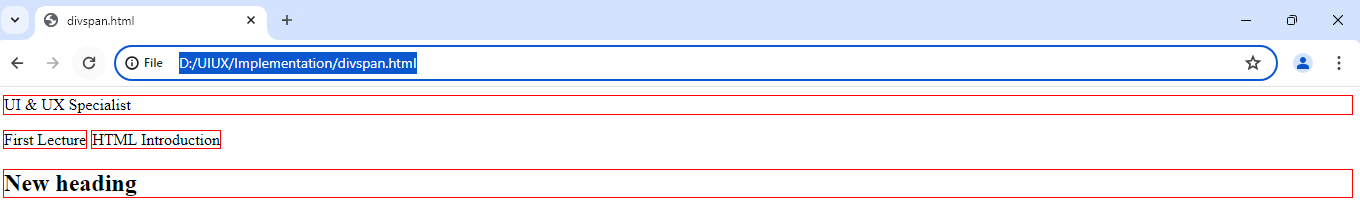 divspan.html
File D:/UIUX/Implementation/divspan.html
UI & UX Specialist
First Lecture HTML Introduction
New heading